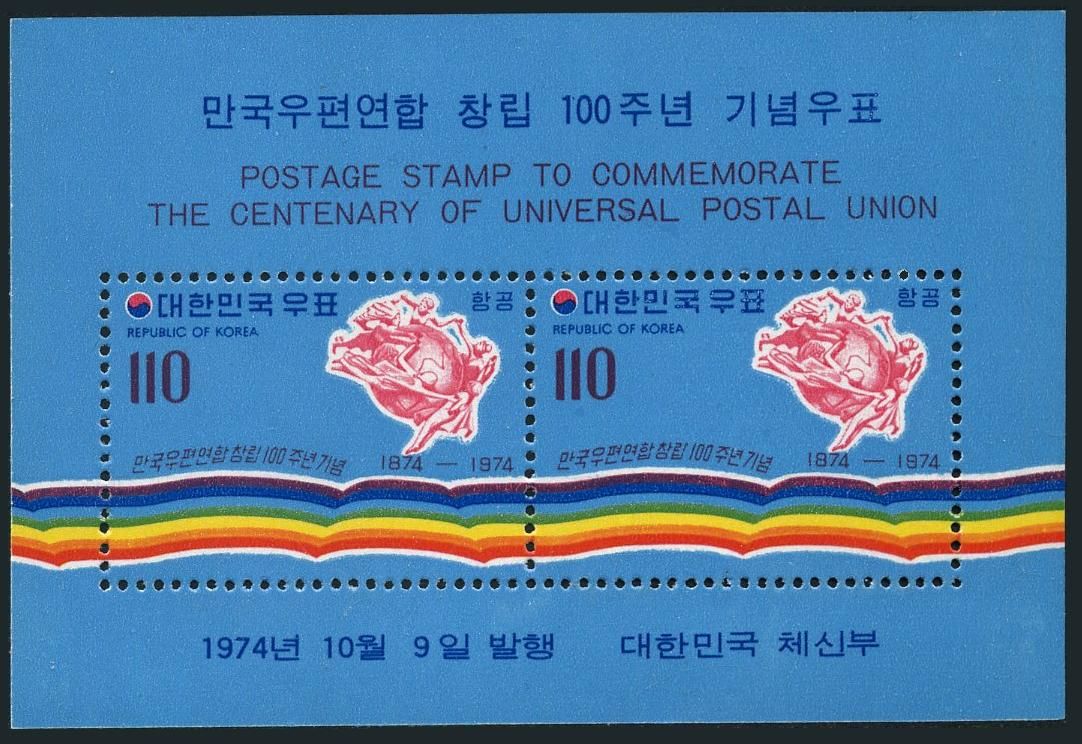 만국우편연합 창립 100주년 기념우표
POSTAGE STAMP TO COMMEMORATE
THE CENTENARY OF UNIVERSAL POSTAL UNION
대한민국우표 항공
REPUBLIC OF KOREA
110
만국우편연합창립100주년기념 1874 — 1974
대한민국우표 항공
REPUBLIC OF KOREA
110
만국우편연합창립100주년기념 1874 — 1974
1974년 10월 9일 발행 대한민국 체신부